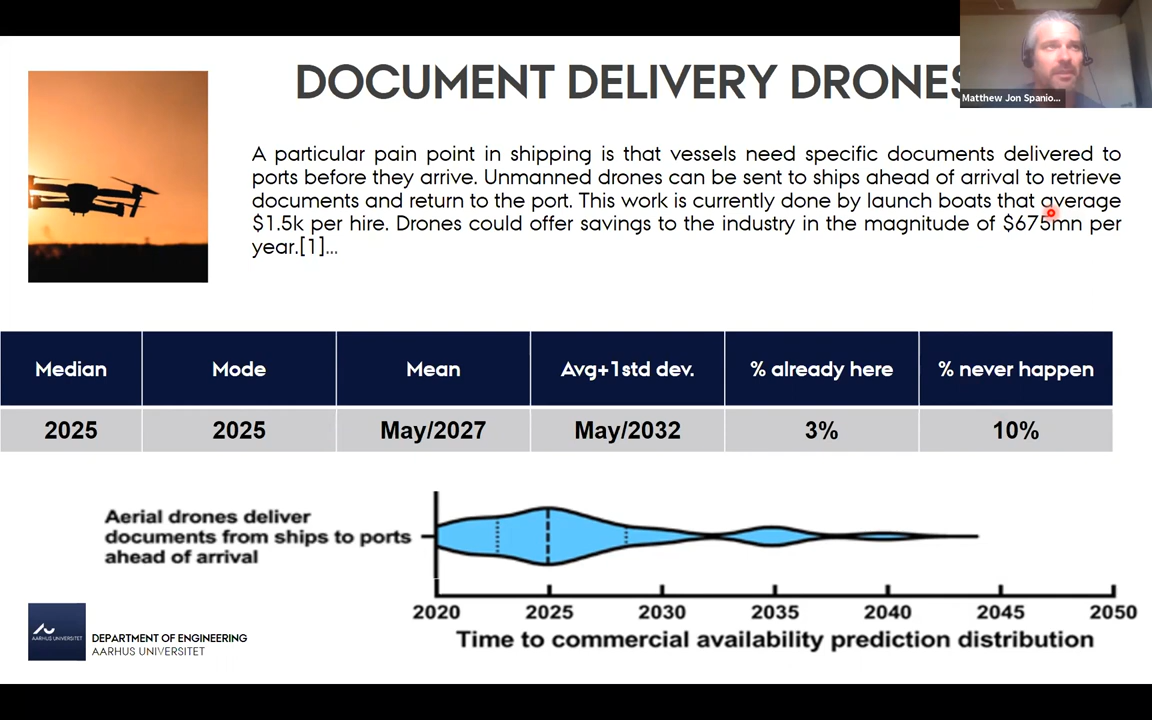 DOCUMENT DELIVERY DRONES
Matthew Jon Spanio...
A particular pain point in shipping is that vessels need specific documents delivered to
ports before they arrive. Unmanned drones can be sent to ships ahead of arrival to retrieve
documents and return to the port. This work is currently done by launch boats that average
$1.5k per hire. Drones could offer savings to the industry in the magnitude of $675mn per
year.[1]...
Median Mode Mean Avg+1std dev. % already here % never happen
2025 2025 May/2027 May/2032 3% 10%
Aerial drones deliver
documents from ships to ports
ahead of arrival
2020 2025 2030 2035 2040 2045 2050
Time to commercial availability prediction distribution
AARHUS UNIVERSITET
DEPARTMENT OF ENGINEERING
AARHUS UNIVERSITET